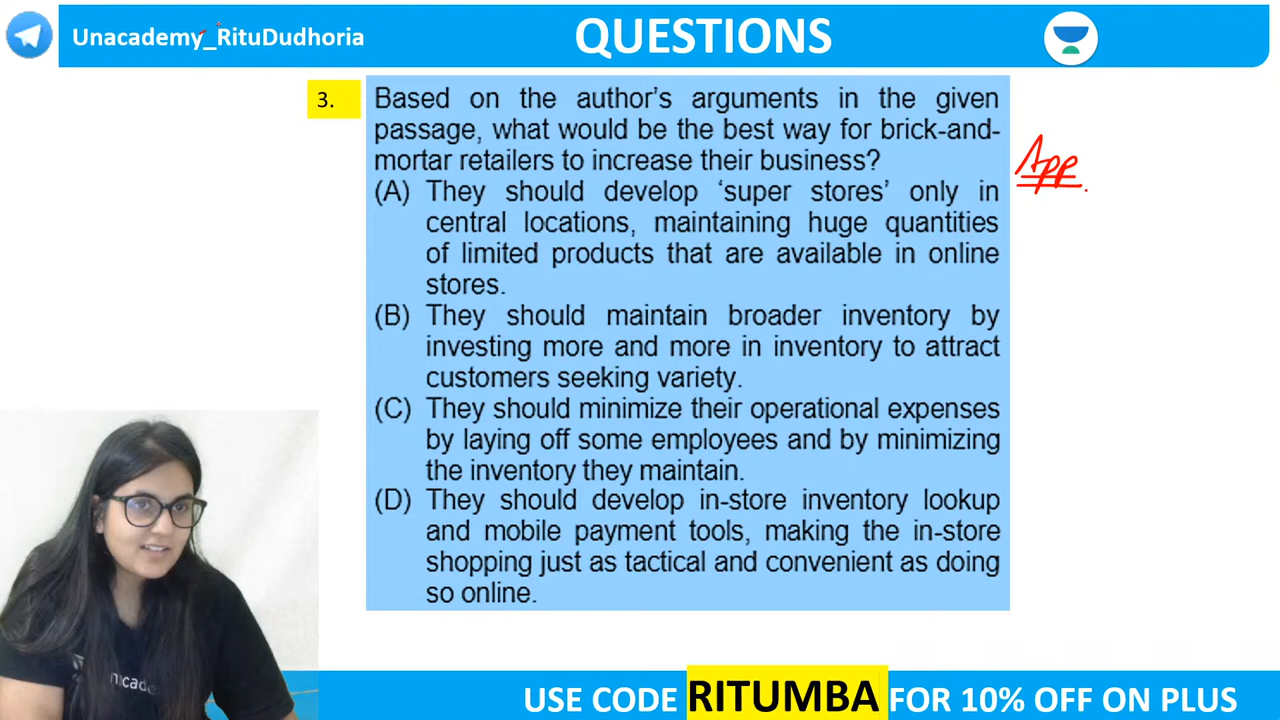 Unacademy_RituDudhoria
QUESTIONS
3.
Based on the author's arguments in the given
passage, what would be the best way for brick-and-
mortar retailers to increase their business?
App
(A) They should develop ‘super stores’ only in
central locations, maintaining huge quantities
of limited products that are available in online
stores.
(B) They should maintain broader inventory by
investing more and more in inventory to attract
customers seeking variety.
(C) They should minimize their operational expenses
by laying off some employees and by minimizing
the inventory they maintain.
(D) They should develop in-store inventory lookup
and mobile payment tools, making the in-store
shopping just as tactical and convenient as doing
so online.
USE CODE RITUMBA FOR 10% OFF ON PLUS